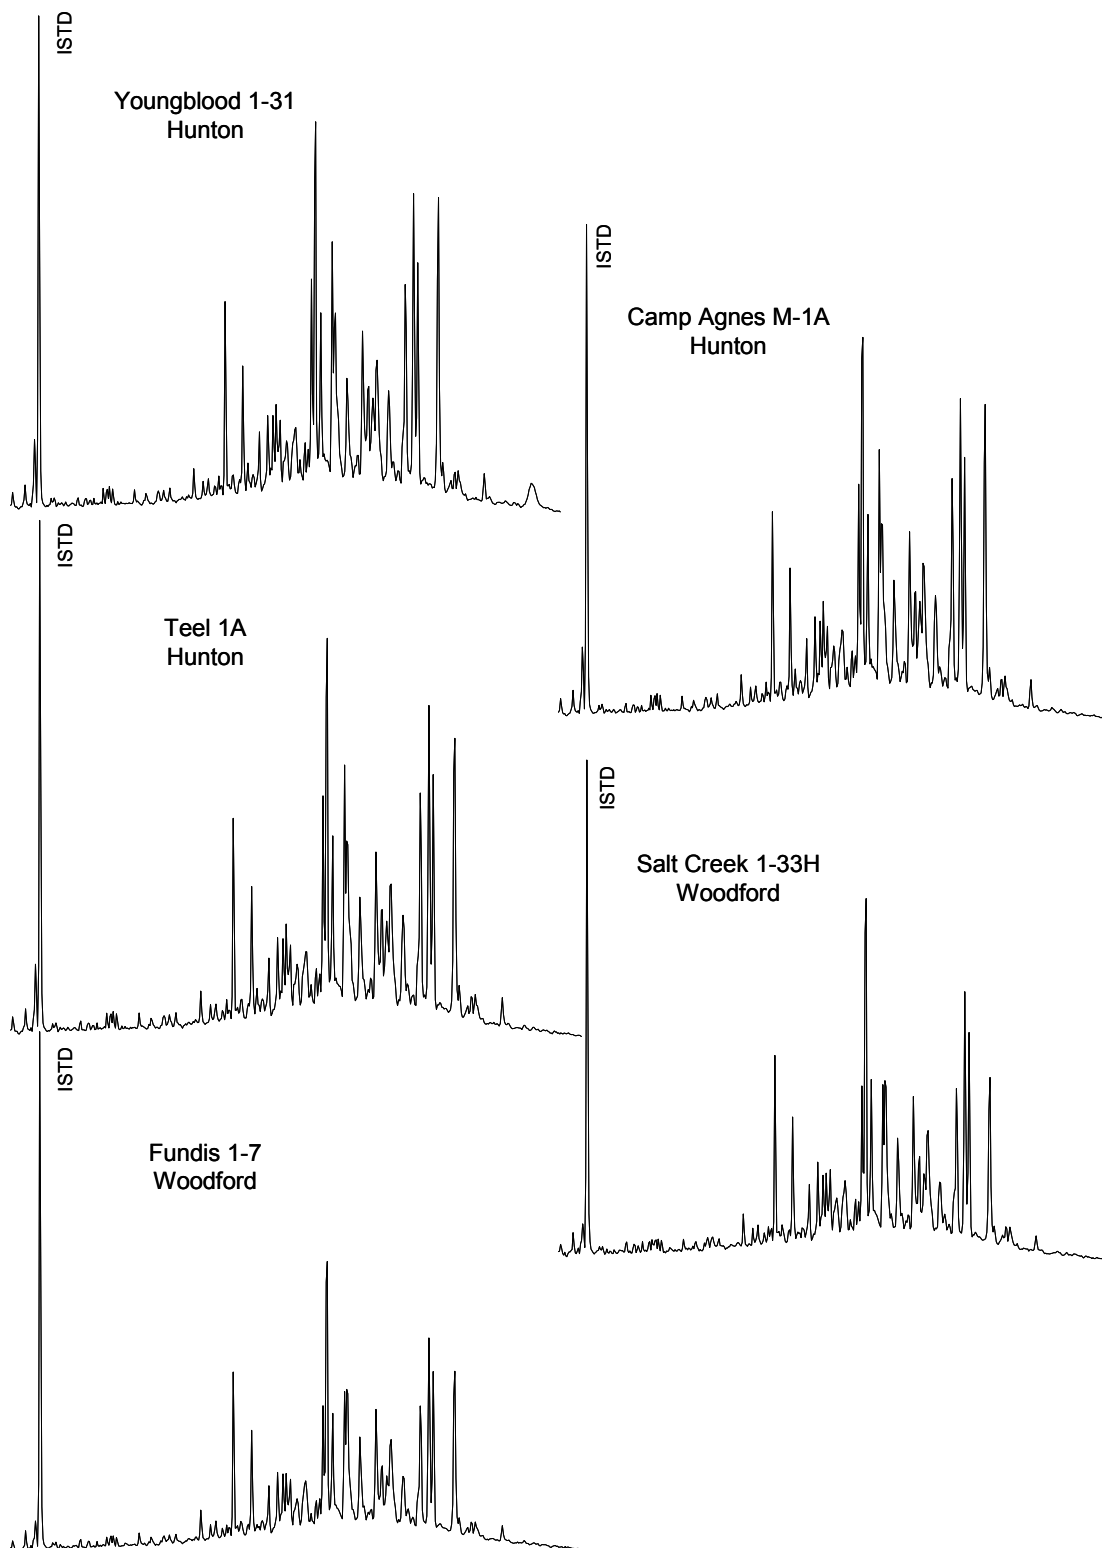 ISTD
Youngblood 1-31
Hunton
ISTD
Camp Agnes M-1A
Hunton
ISTD
Teel 1A
Hunton
ISTD
Salt Creek 1-33H
Woodford
ISTD
Fundis 1-7
Woodford